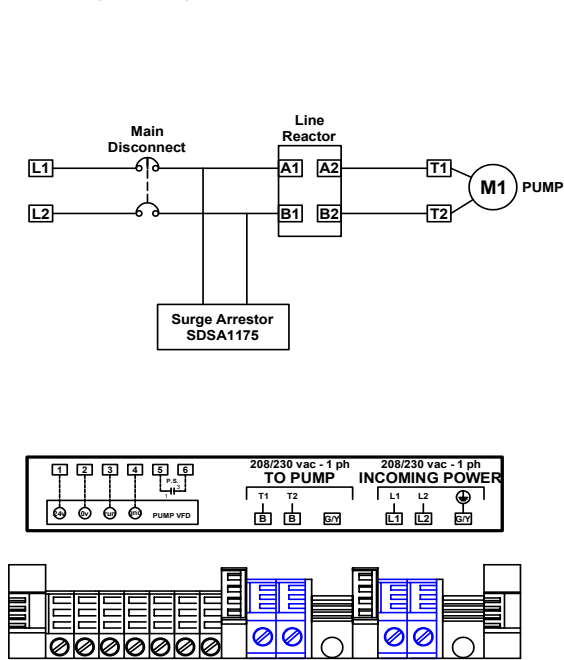 Main
Disconnect
Line
Reactor
L1
A1 A2
T1
M1 PUMP
L2
B1 B2
T2
Surge Arrestor
SDSA1175
1 2 3 4 5 6
P.S.
1 3
24v 0v run gnd PUMP VFD
208/230 vac - 1 ph
TO PUMP
T1 T2
B B G/Y
208/230 vac - 1 ph
INCOMING POWER
L1 L2
L1 L2 G/Y